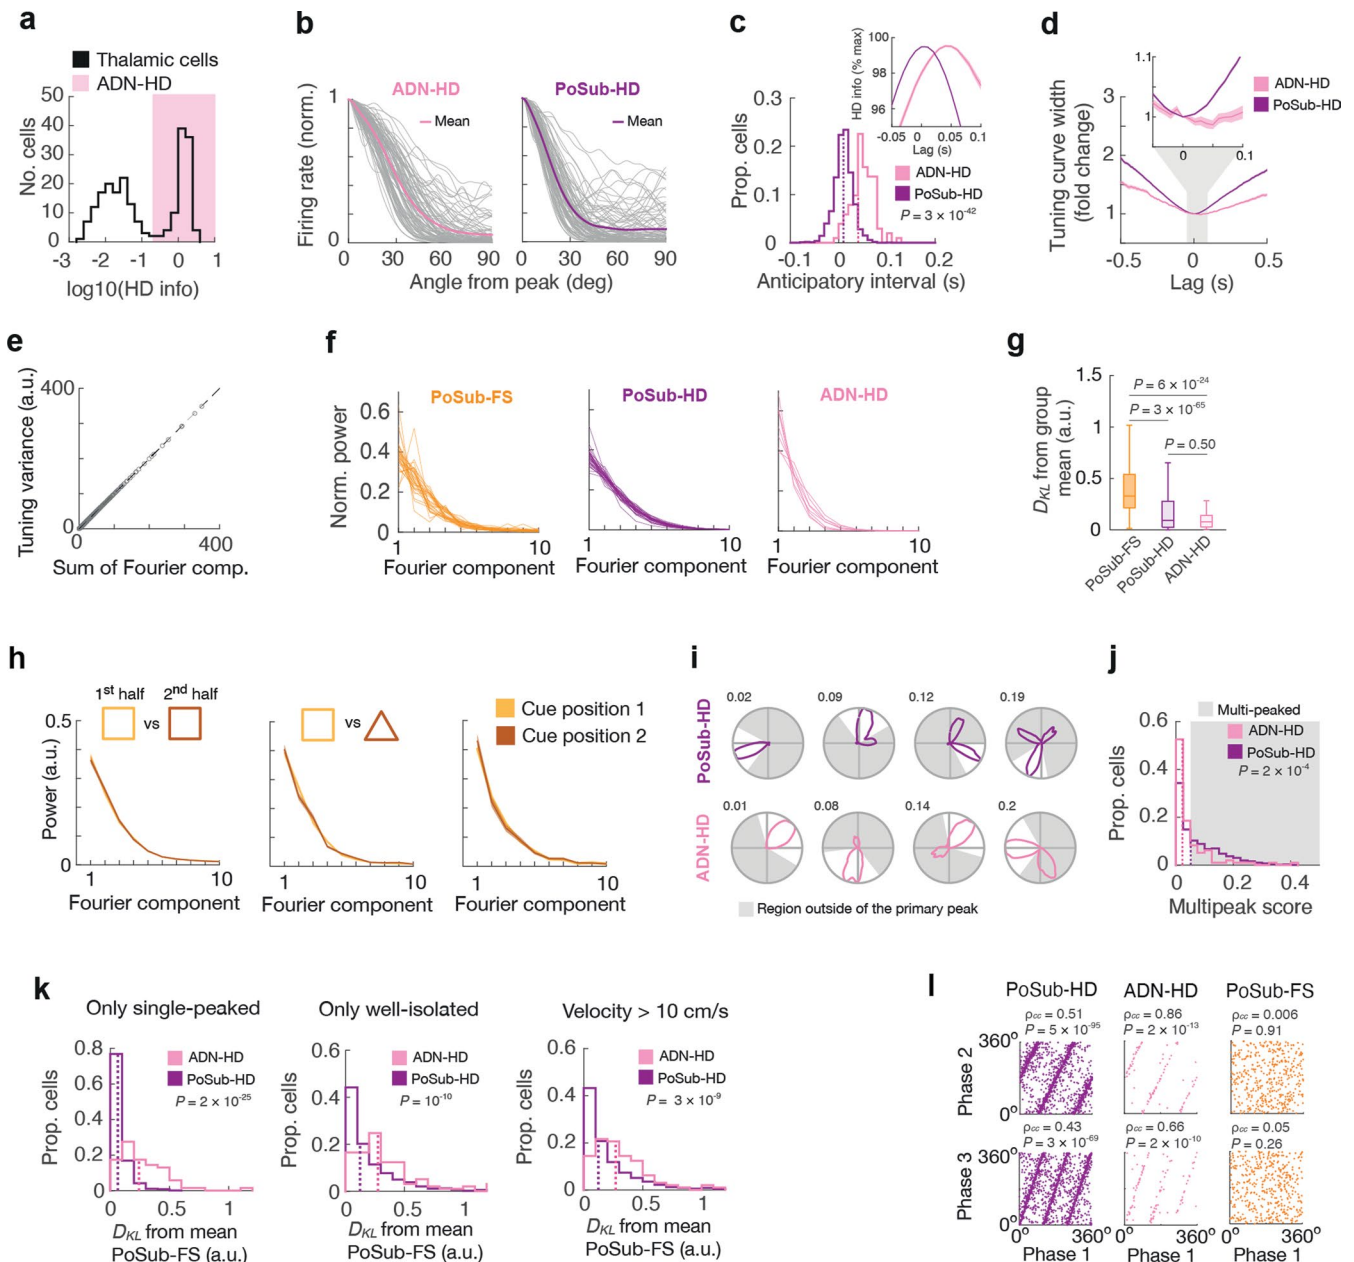 a
Thalamic cells
ADN-HD
50
40
30
20
10
0
No. cells
-3 -2 -1 0 1
log10(HD info)
b
ADN-HD
Mean
PoSub-HD
Mean
1
0
Firing rate (norm.)
0 30 60 90 0 30 60 90
Angle from peak (deg)
c
100
98
96
HD info (% max)
-0.05 0 0.05 0.1
Lag (s)
0.3
0.2
0.1
0
Prop. cells
ADN-HD
PoSub-HD
P = 3 × 10⁻⁴²
-0.1 0 0.1 0.2
Anticipatory interval (s)
d
1.1
1
0 0.1
ADN-HD
PoSub-HD
3
2
1
Tuning curve width
(fold change)
-0.5 0 0.5
Lag (s)
e
400
0
Tuning variance (a.u.)
0 400
Sum of Fourier comp.
f
PoSub-FS PoSub-HD ADN-HD
0.6
0.4
0.2
0
Norm. power
1 10 1 10 1 10
Fourier component Fourier component Fourier component
g
1.5
1
0.5
0
D_KL from group
mean (a.u.)
P = 6 × 10⁻²⁴
P = 3 × 10⁻⁶⁵
P = 0.50
PoSub-FS
PoSub-HD
ADN-HD
h
1st half 2nd half
vs
vs
Cue position 1
Cue position 2
0.5
0
Power (a.u.)
1 10 1 10 1 10
Fourier component Fourier component Fourier component
i
PoSub-HD
0.02 0.09 0.12 0.19
ADN-HD
0.01 0.08 0.14 0.2
Region outside of the primary peak
j
Multi-peaked
ADN-HD
PoSub-HD
P = 2 × 10⁻⁴
0.6
0.4
0.2
0
Prop. cells
0 0.2 0.4
Multipeak score
k
Only single-peaked
0.8
0.6
0.4
0.2
0
Prop. cells
ADN-HD
PoSub-HD
P = 2 × 10⁻²⁵
0 0.5 1
D_KL from mean
PoSub-FS (a.u.)
Only well-isolated
0.6
0.4
0.2
0
Prop. cells
ADN-HD
PoSub-HD
P = 10⁻¹⁰
0 0.5 1
D_KL from mean
PoSub-FS (a.u.)
Velocity > 10 cm/s
0.6
0.4
0.2
0
Prop. cells
ADN-HD
PoSub-HD
P = 3 × 10⁻⁹
0 0.5 1
D_KL from mean
PoSub-FS (a.u.)
l
PoSub-HD ADN-HD PoSub-FS
ρcc = 0.51 ρcc = 0.86 ρcc = 0.006
P = 5 × 10⁻⁹⁵ P = 2 × 10⁻¹³ P = 0.91
360°
Phase 2
0°
ρcc = 0.43 ρcc = 0.66 ρcc = 0.05
P = 3 × 10⁻⁶⁹ P = 2 × 10⁻¹⁰ P = 0.26
360°
Phase 3
0°
0° 360° 0° 360° 0° 360°
Phase 1 Phase 1 Phase 1